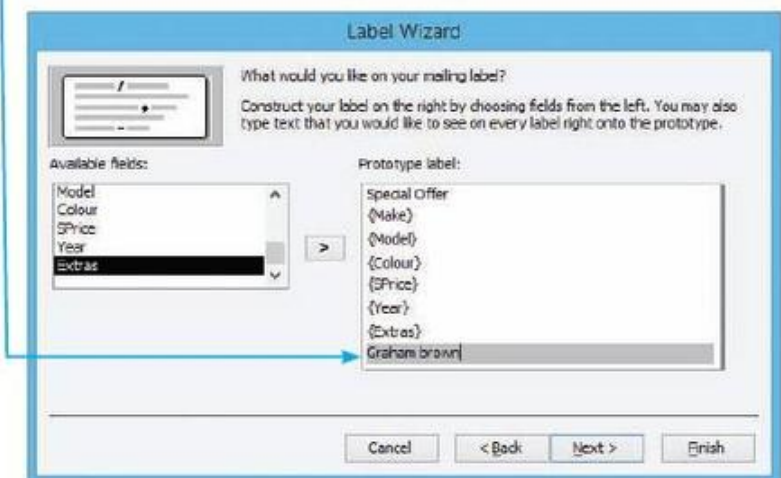 Label Wizard
What would you like on your mailing label?
Construct your label on the right by choosing fields from the left. You may also
type text that you would like to see on every label right onto the prototype.
Available fields:
Model
Colour
SPrice
Year
Extras
>
Prototype label:
Special Offer
{Make}
{Model}
{Colour}
{SPrice}
{Year}
{Extras}
Graham brown
Cancel
< Back
Next >
Finish